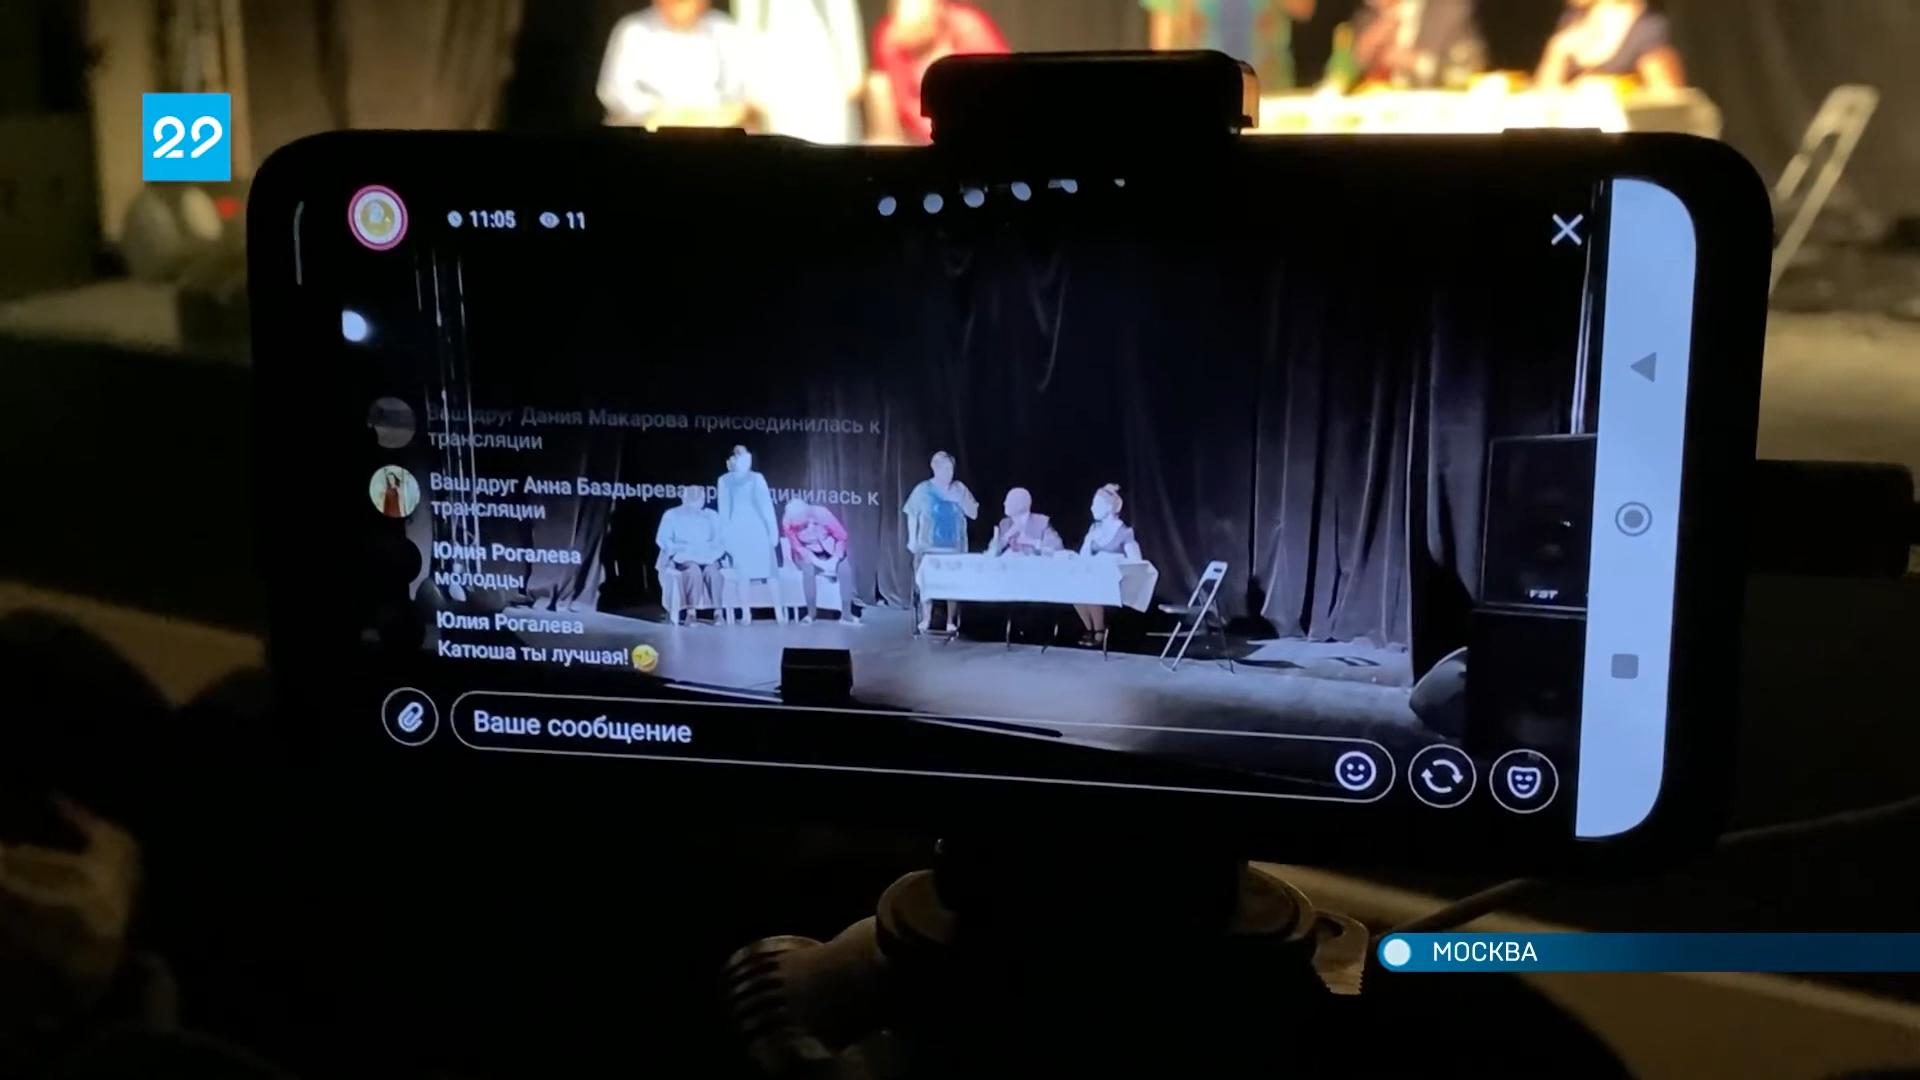 29
11:05 11
Ваш друг Дания Макарова присоединилась к
трансляции
Ваш друг Анна Баздырева присоединилась к
трансляции
Юлия Рогалева
молодцы
Юлия Рогалева
Катюша ты лучшая!🤣
Ваше сообщение
МОСКВА